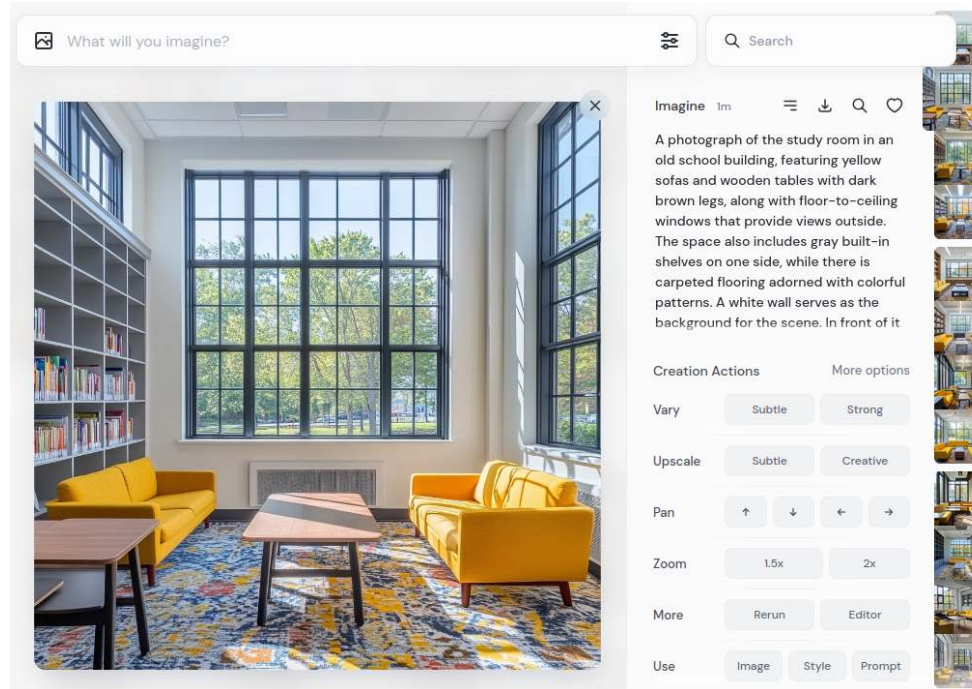 What will you imagine?
Search
Imagine 1m
A photograph of the study room in an
old school building, featuring yellow
sofas and wooden tables with dark
brown legs, along with floor-to-ceiling
windows that provide views outside.
The space also includes gray built-in
shelves on one side, while there is
carpeted flooring adorned with colorful
patterns. A white wall serves as the
background for the scene. In front of it
Creation Actions More options
Vary Subtle Strong
Upscale Subtle Creative
Pan ↑ ↓ ← →
Zoom 1.5x 2x
More Rerun Editor
Use Image Style Prompt